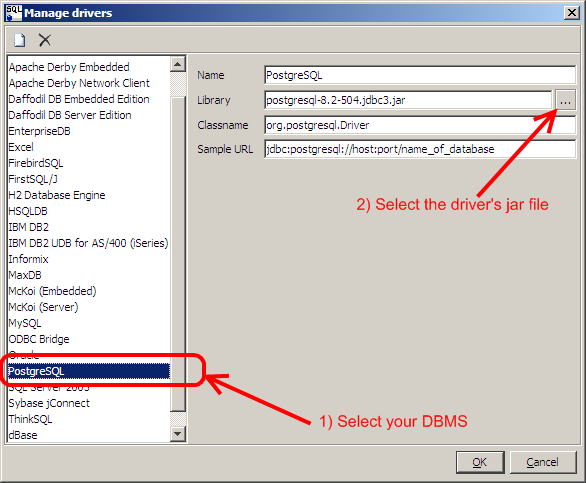 SQL Manage drivers
Apache Derby Embedded
Apache Derby Network Client
Daffodil DB Embedded Edition
Daffodil DB Server Edition
EnterpriseDB
Excel
FirebirdSQL
FirstSQL/J
H2 Database Engine
HSQLDB
IBM DB2
IBM DB2 UDB for AS/400 (iSeries)
Informix
MaxDB
McKoi (Embedded)
McKoi (Server)
MySQL
ODBC Bridge
Oracle
PostgreSQL
SQL Server 2005
Sybase jConnect
ThinkSQL
dBase
Name PostgreSQL
Library postgresql-8.2-504.jdbc3.jar ...
Classname org.postgresql.Driver
Sample URL jdbc:postgresql://host:port/name_of_database
2) Select the driver's jar file
1) Select your DBMS
OK Cancel